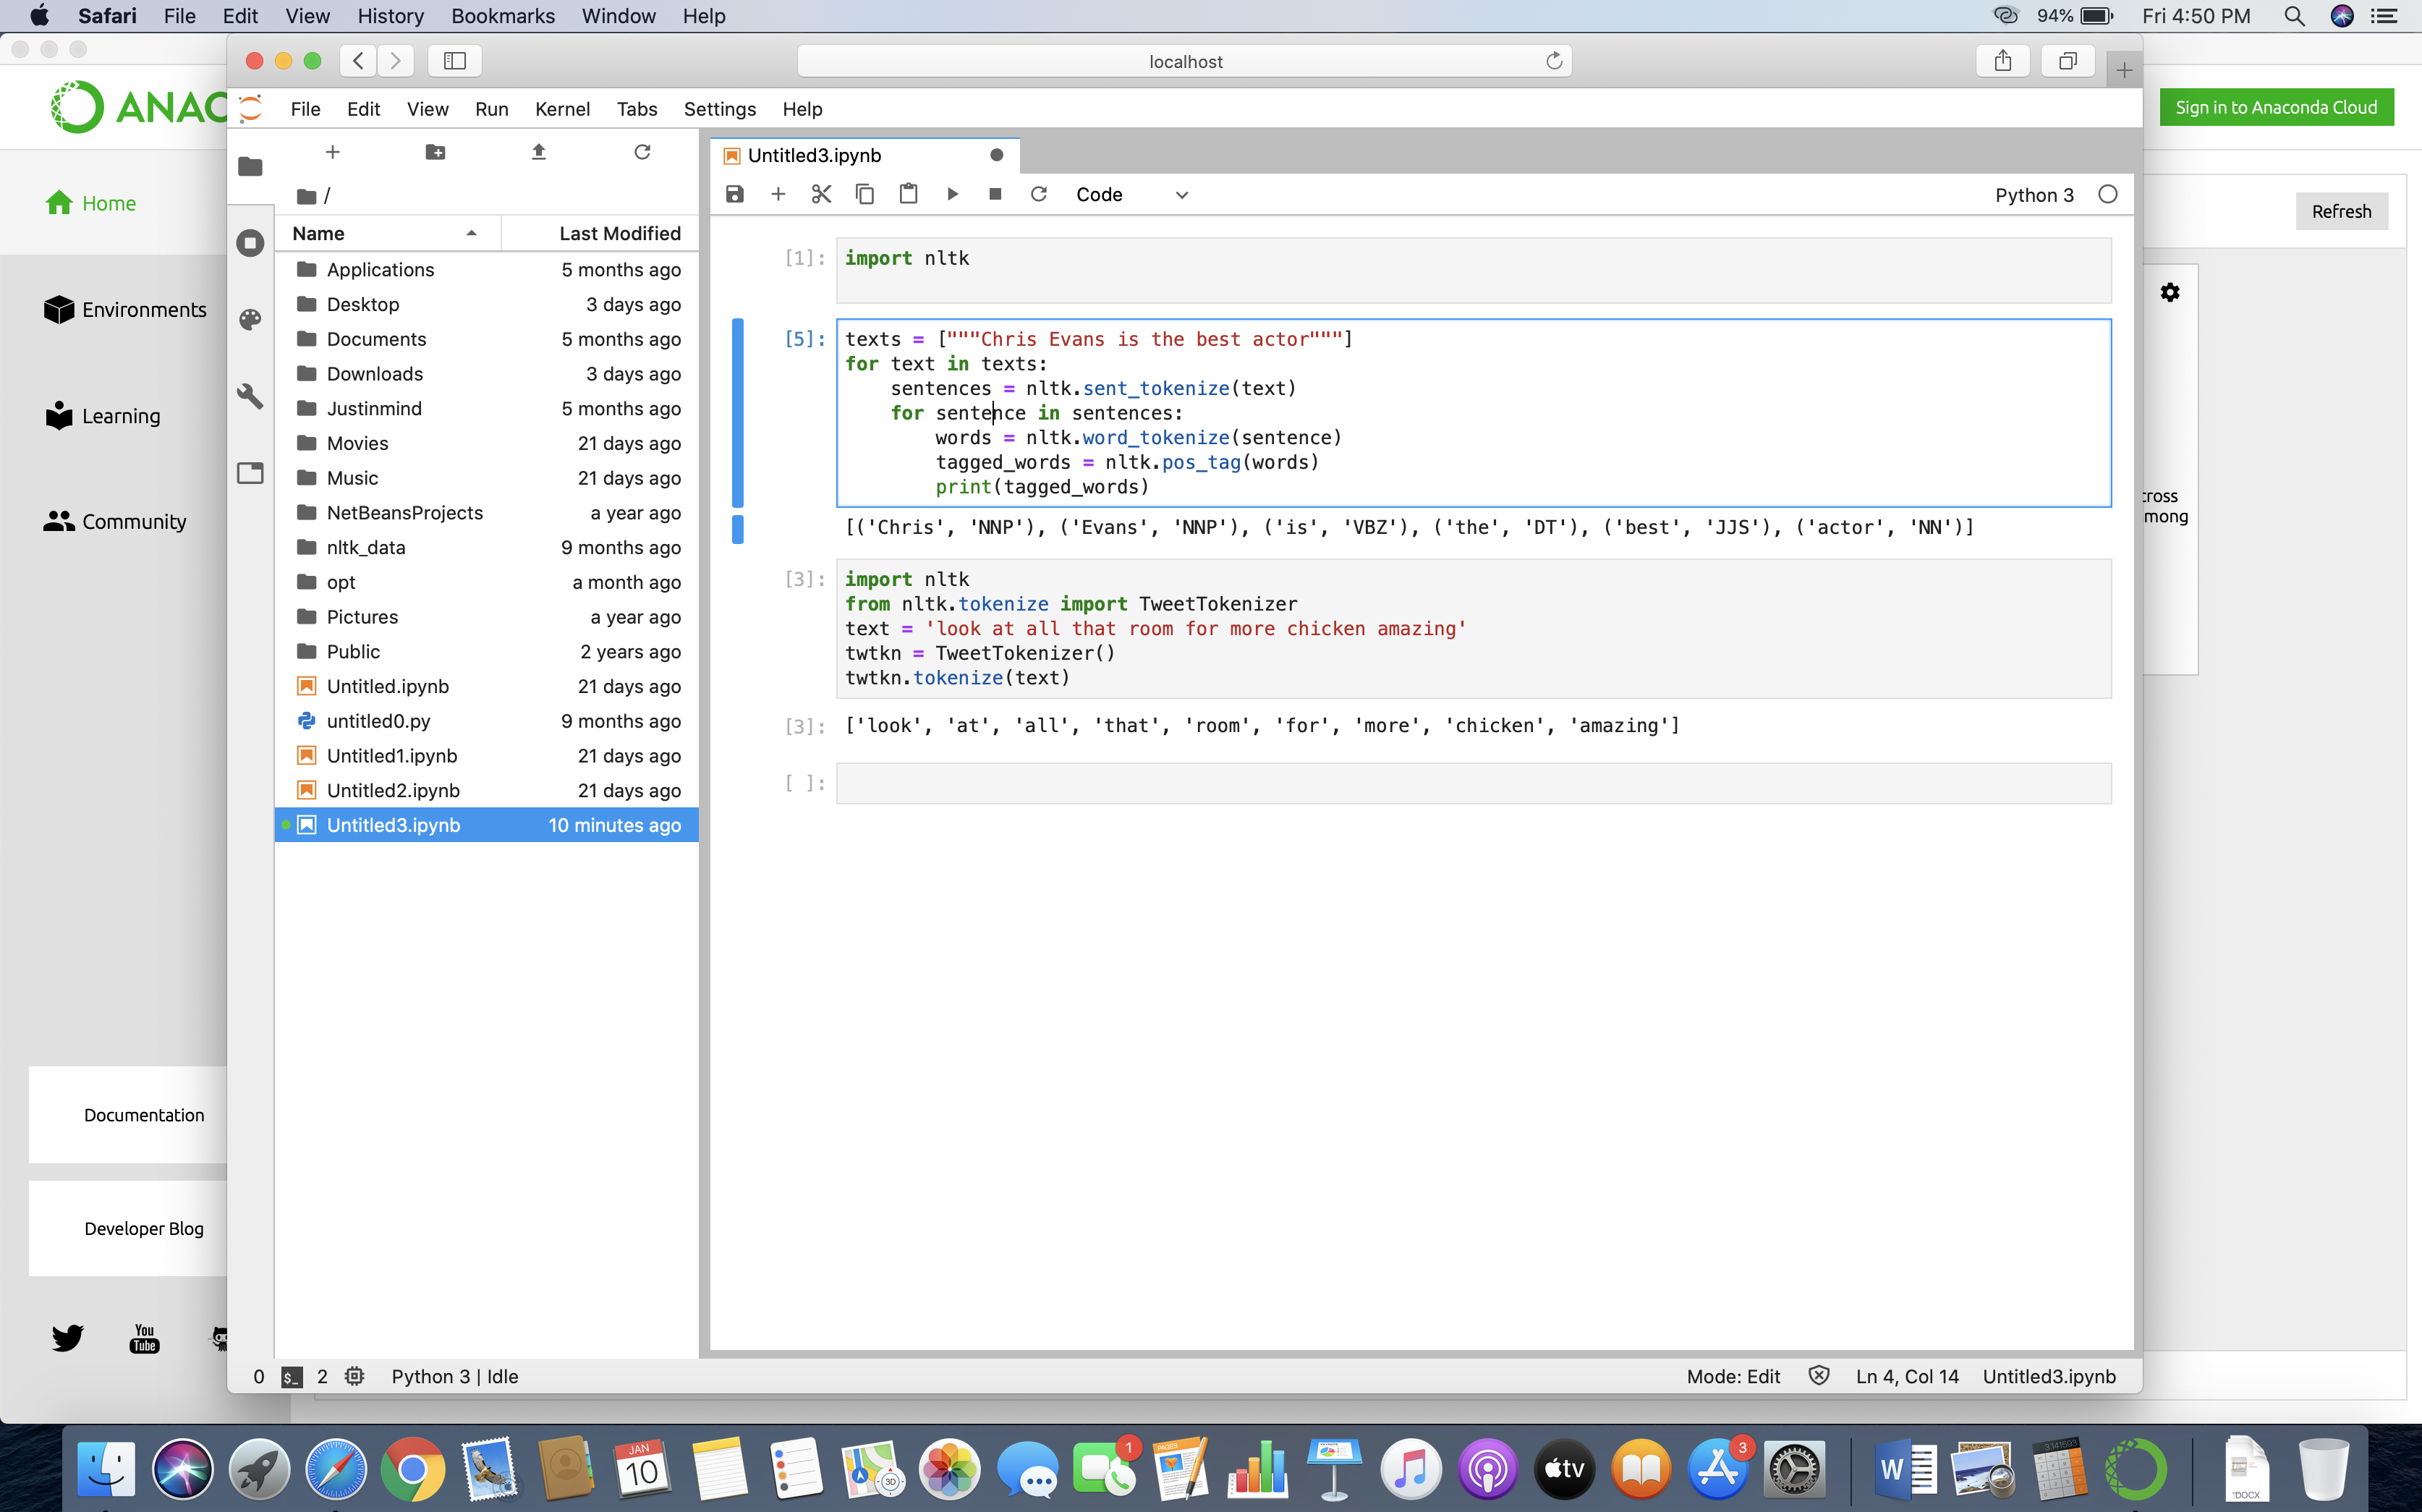 Safari File Edit View History Bookmarks Window Help 94% Fri 4:50 PM
localhost
ANAC
Sign in to Anaconda Cloud
File Edit View Run Kernel Tabs Settings Help
Home
Environments
Learning
Community
Documentation
Developer Blog
You
Tube
/
Name Last Modified
Applications 5 months ago
Desktop 3 days ago
Documents 5 months ago
Downloads 3 days ago
Justinmind 5 months ago
Movies 21 days ago
Music 21 days ago
NetBeansProjects a year ago
nltk_data 9 months ago
opt a month ago
Pictures a year ago
Public 2 years ago
Untitled.ipynb 21 days ago
untitled0.py 9 months ago
Untitled1.ipynb 21 days ago
Untitled2.ipynb 21 days ago
Untitled3.ipynb 10 minutes ago
Untitled3.ipynb
Code Python 3
[1]: import nltk
[5]: texts = ["""Chris Evans is the best actor"""]
for text in texts:
sentences = nltk.sent_tokenize(text)
for sentence in sentences:
words = nltk.word_tokenize(sentence)
tagged_words = nltk.pos_tag(words)
print(tagged_words)
[('Chris', 'NNP'), ('Evans', 'NNP'), ('is', 'VBZ'), ('the', 'DT'), ('best', 'JJS'), ('actor', 'NN')]
[3]: import nltk
from nltk.tokenize import TweetTokenizer
text = 'look at all that room for more chicken amazing'
twtkn = TweetTokenizer()
twtkn.tokenize(text)
[3]: ['look', 'at', 'all', 'that', 'room', 'for', 'more', 'chicken', 'amazing']
[ ]:
Refresh
cross
mong
0 $_ 2 Python 3 | Idle Mode: Edit Ln 4, Col 14 Untitled3.ipynb
JAN
10
3D
1
PAGES
tv
3
W
DOCX